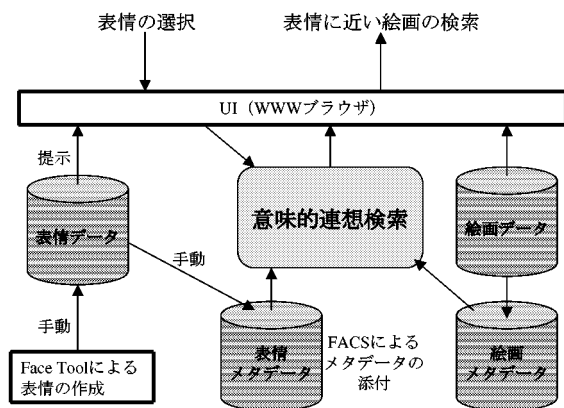 表情の選択
表情に近い絵画の検索
UI（WWWブラウザ）
提示
表情データ
意味的連想検索
絵画データ
手動
手動
Face Toolによる
表情の作成
表情
メタデータ
FACSによる
メタデータの
添付
絵画
メタデータ